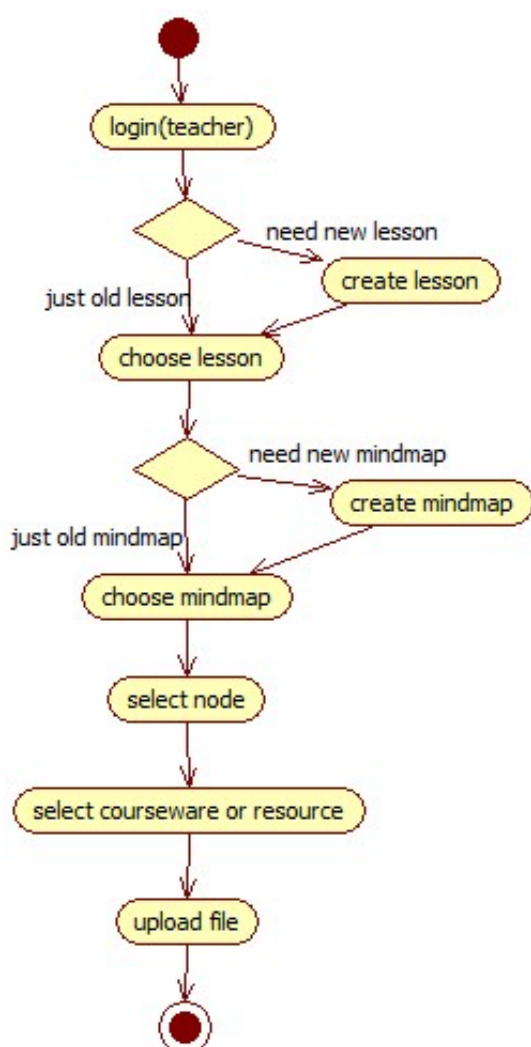 login(teacher)
need new lesson
create lesson
just old lesson
choose lesson
need new mindmap
create mindmap
just old mindmap
choose mindmap
select node
select courseware or resource
upload file